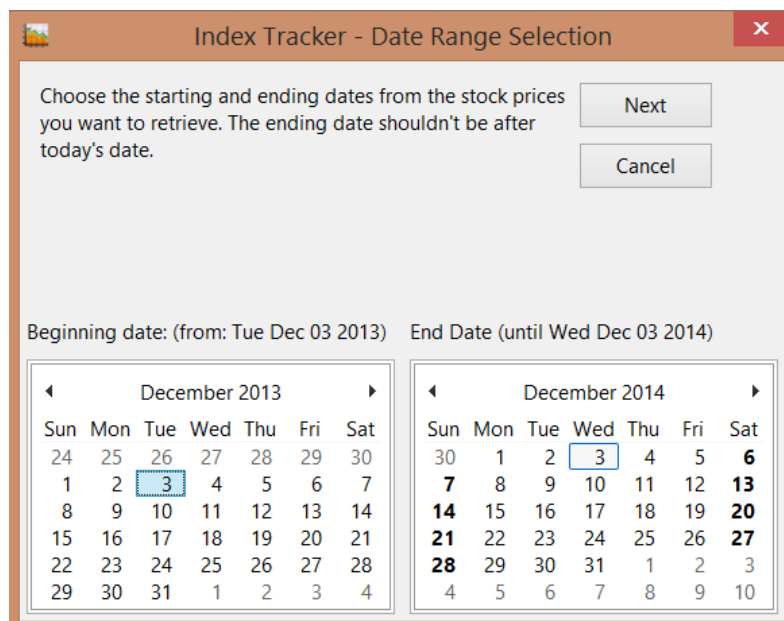 Index Tracker - Date Range Selection
x
Choose the starting and ending dates from the stock prices
you want to retrieve. The ending date shouldn't be after
today's date.
Next
Cancel
Beginning date: (from: Tue Dec 03 2013)
December 2013
Sun Mon Tue Wed Thu Fri Sat
24 25 26 27 28 29 30
1 2 3 4 5 6 7
8 9 10 11 12 13 14
15 16 17 18 19 20 21
22 23 24 25 26 27 28
29 30 31 1 2 3 4
End Date (until Wed Dec 03 2014)
December 2014
Sun Mon Tue Wed Thu Fri Sat
30 1 2 3 4 5 6
7 8 9 10 11 12 13
14 15 16 17 18 19 20
21 22 23 24 25 26 27
28 29 30 31 1 2 3
4 5 6 7 8 9 10